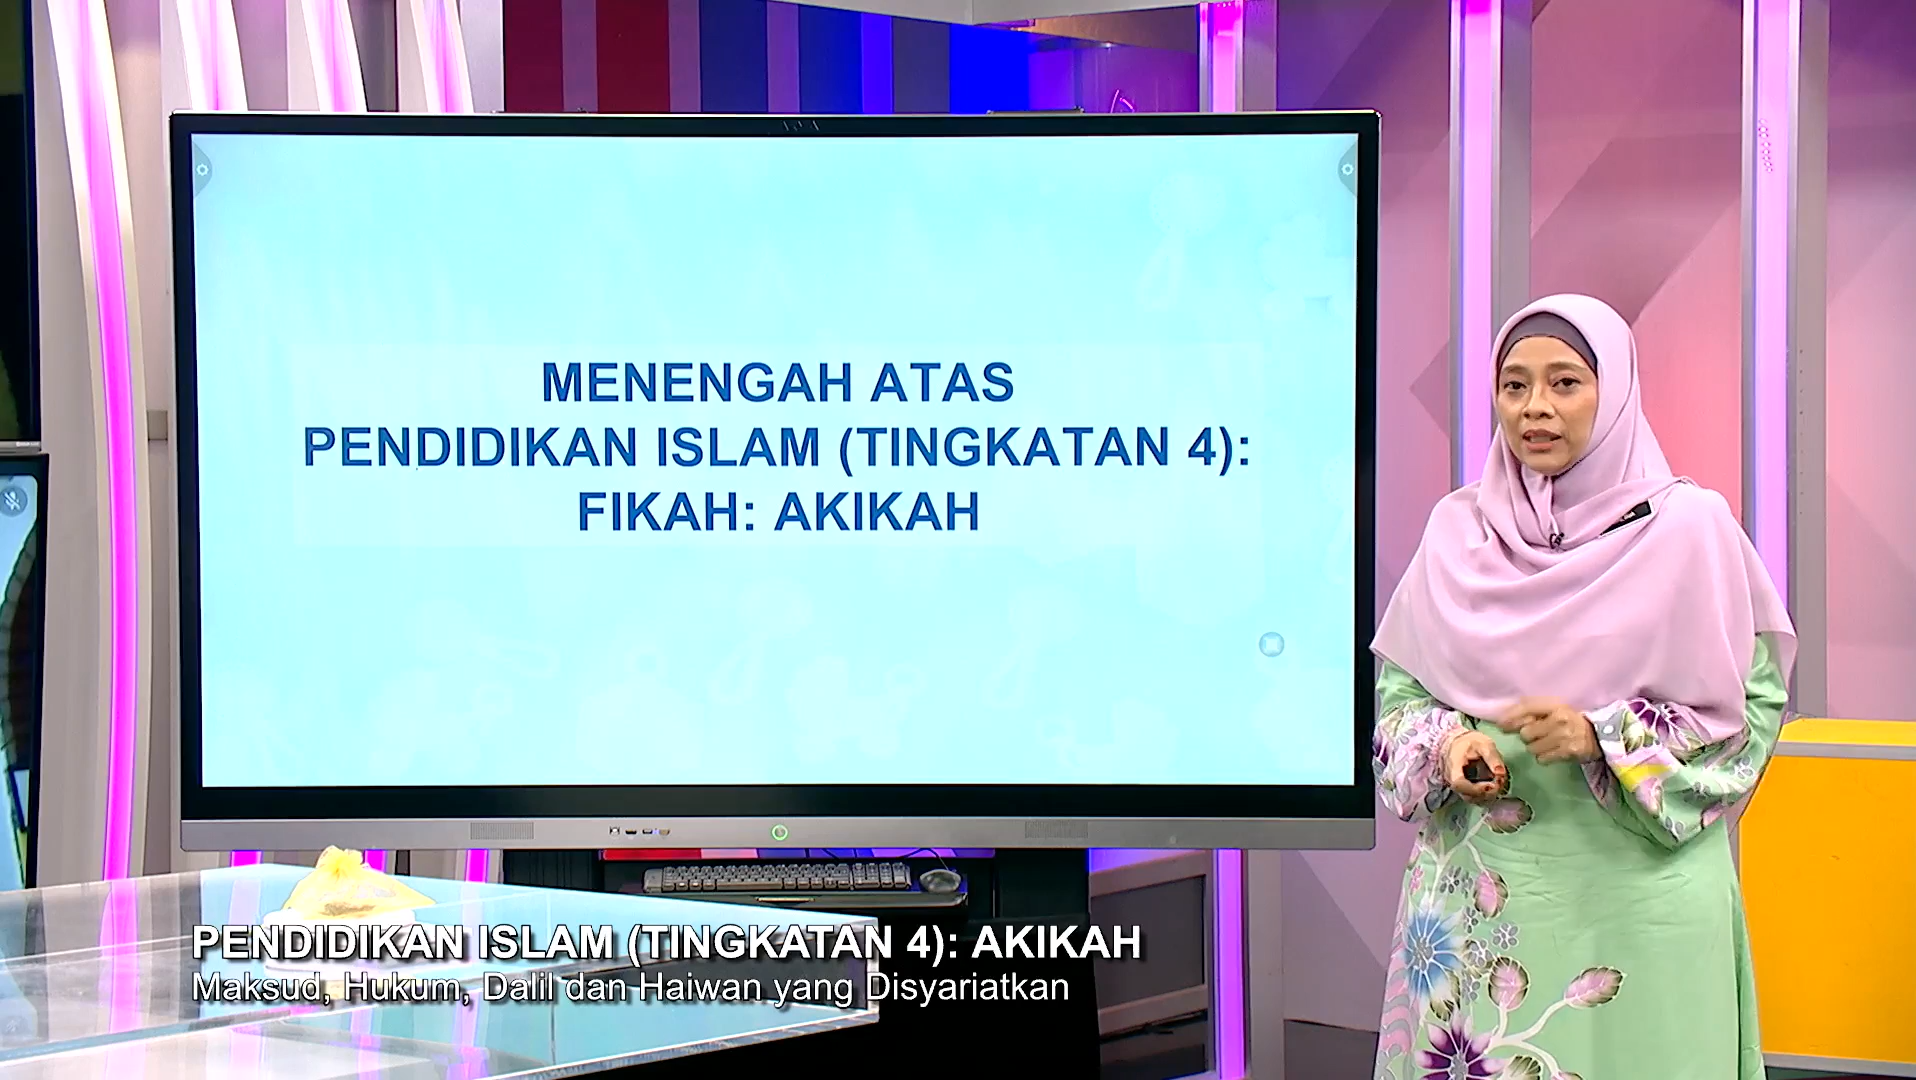 MENENGAH ATAS
PENDIDIKAN ISLAM (TINGKATAN 4):
FIKAH: AKIKAH
PENDIDIKAN ISLAM (TINGKATAN 4): AKIKAH
Maksud, Hukum, Dalil dan Haiwan yang Disyariatkan